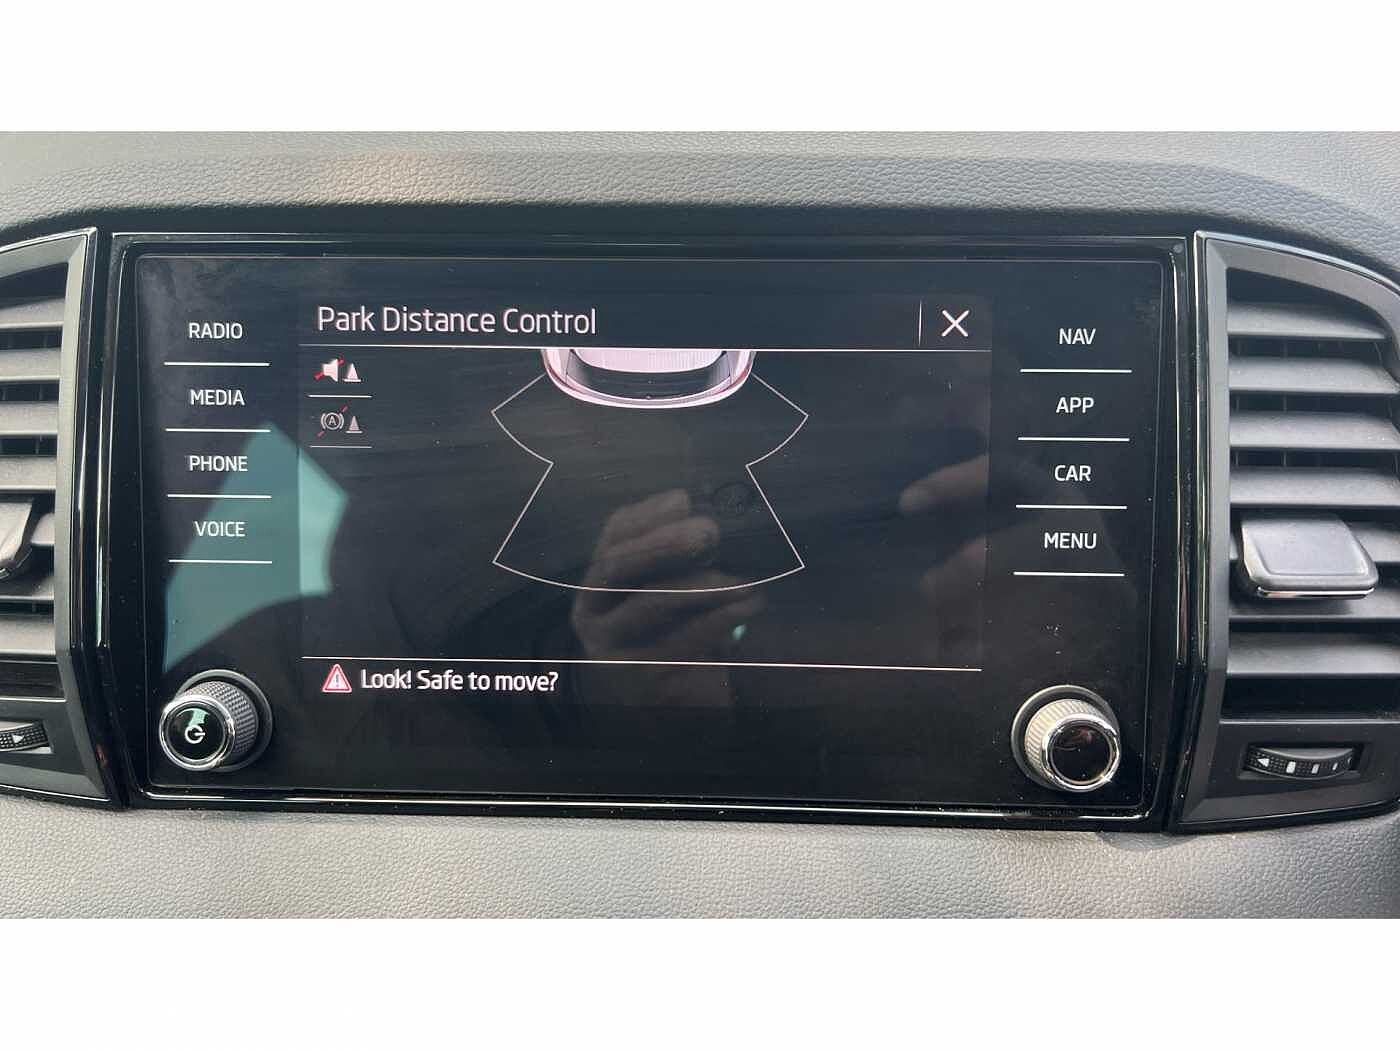 Park Distance Control
RADIO
MEDIA
PHONE
VOICE
NAV
APP
CAR
MENU
A
Look! Safe to move?